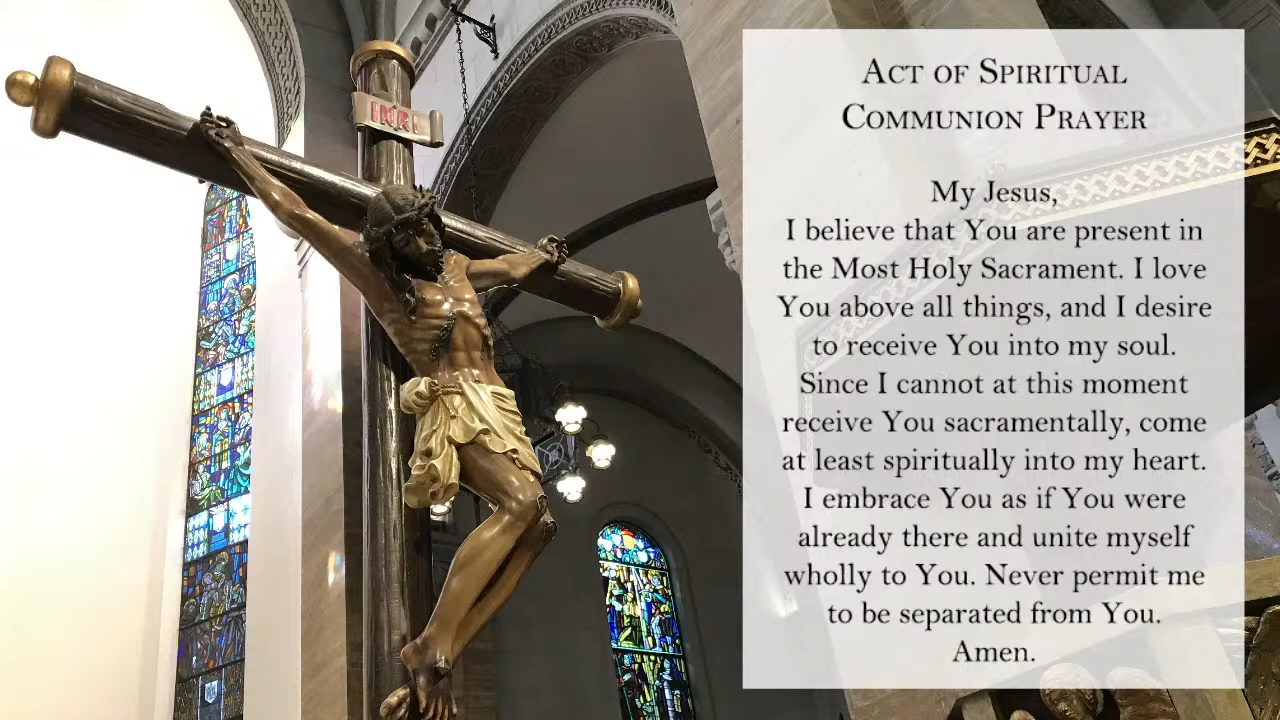 INRI
ACT OF SPIRITUAL
COMMUNION PRAYER
My Jesus,
I believe that You are present in
the Most Holy Sacrament. I love
You above all things, and I desire
to receive You into my soul.
Since I cannot at this moment
receive You sacramentally, come
at least spiritually into my heart.
I embrace You as if You were
already there and unite myself
wholly to You. Never permit me
to be separated from You.
Amen.